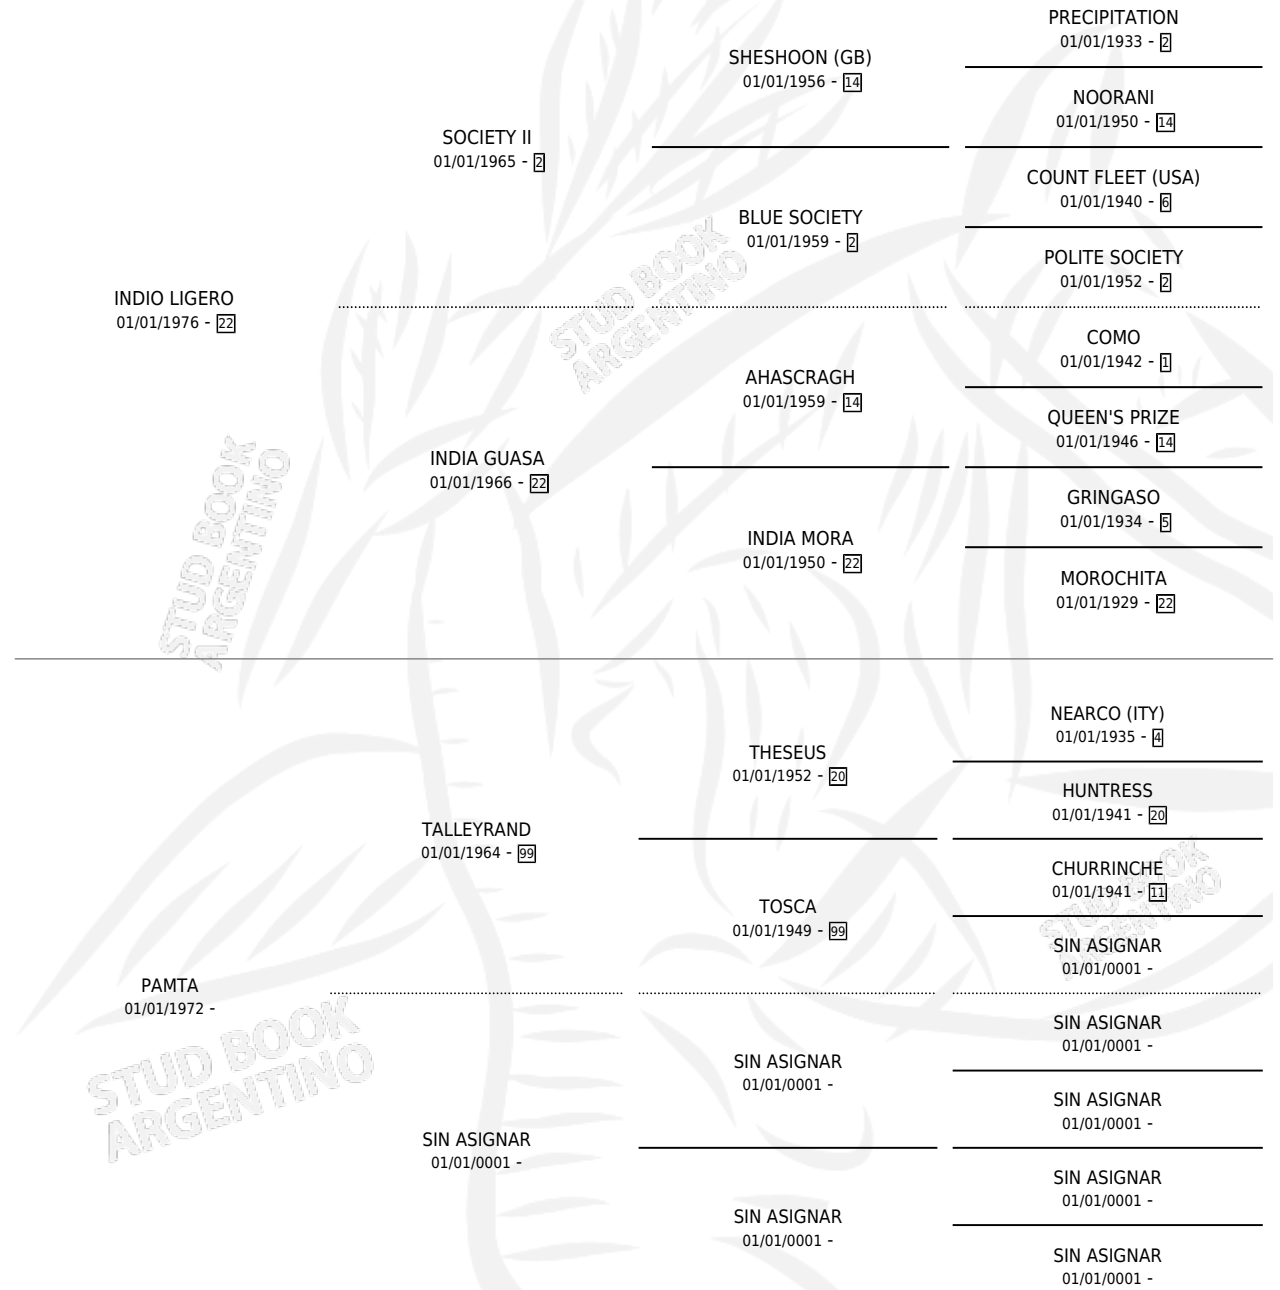 PRECIPITATION
01/01/1933 - 2
SHESHOON (GB)
01/01/1956 - 14
NOORANI
01/01/1950 - 14
SOCIETY II
01/01/1965 - 2
COUNT FLEET (USA)
01/01/1940 - 6
BLUE SOCIETY
01/01/1959 - 2
POLITE SOCIETY
01/01/1952 - 2
INDIO LIGERO
01/01/1976 - 22
STUD BOOK
ARGENTINO
COMO
01/01/1942 - 1
AHASCRAGH
01/01/1959 - 14
QUEEN'S PRIZE
01/01/1946 - 14
INDIA GUASA
01/01/1966 - 22
GRINGASO
01/01/1934 - 5
INDIA MORA
01/01/1950 - 22
MOROCHITA
01/01/1929 - 22
STUD BOOK
ARGENTINO
NEARCO (ITY)
01/01/1935 - 4
THESEUS
01/01/1952 - 20
HUNTRESS
01/01/1941 - 20
TALLEYRAND
01/01/1964 - 99
CHURRINCHE
01/01/1941 - 11
TOSCA
01/01/1949 - 99
STUD BOOK
ARGENTINO
SIN ASIGNAR
01/01/0001 -
PAMTA
01/01/1972 -
SIN ASIGNAR
01/01/0001 -
STUD BOOK
ARGENTINO
SIN ASIGNAR
01/01/0001 -
SIN ASIGNAR
01/01/0001 -
SIN ASIGNAR
01/01/0001 -
SIN ASIGNAR
01/01/0001 -
SIN ASIGNAR
01/01/0001 -
SIN ASIGNAR
01/01/0001 -